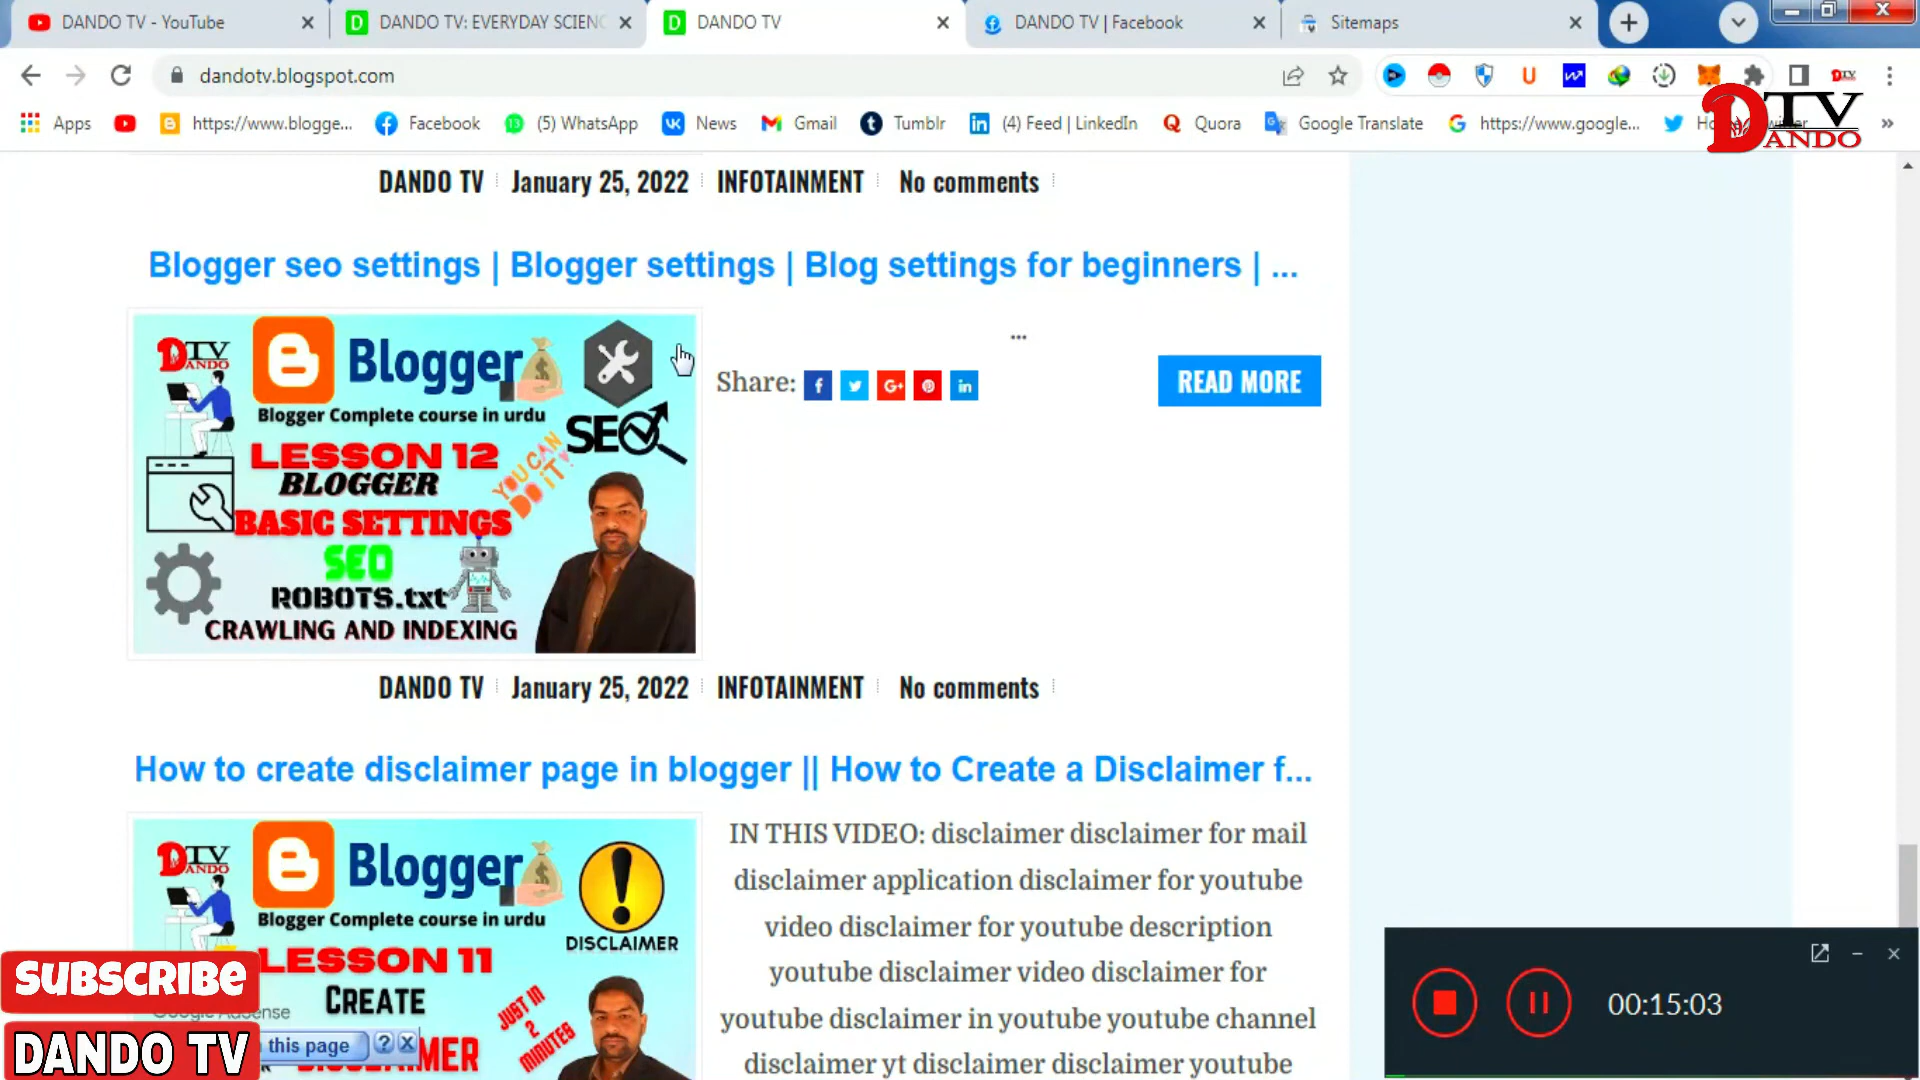 DANDO TV - YouTube
DANDO TV: EVERYDAY SCIENC
DANDO TV
DANDO TV | Facebook
Sitemaps
dandotv.blogspot.com
Apps
https://www.blogge...
Facebook
(5) WhatsApp
News
Gmail
Tumblr
(4) Feed | LinkedIn
Quora
Google Translate
https://www.google...
DTV
DANDO
DANDO TV
January 25, 2022
INFOTAINMENT
No comments
Blogger seo settings | Blogger settings | Blog settings for beginners | ...
DTV
DANDO
Blogger
Blogger Complete course in urdu
SEO
LESSON 12
BLOGGER
YOU CAN
DO IT
BASIC SETTINGS
SEO
ROBOTS.txt
CRAWLING AND INDEXING
...
Share:
READ MORE
DANDO TV
January 25, 2022
INFOTAINMENT
No comments
How to create disclaimer page in blogger || How to Create a Disclaimer f...
DTV
DANDO
Blogger
Blogger Complete course in urdu
DISCLAIMER
LESSON 11
CREATE
JUST IN
2
MINUTES
IN THIS VIDEO: disclaimer disclaimer for mail
disclaimer application disclaimer for youtube
video disclaimer for youtube description
youtube disclaimer video disclaimer for
youtube disclaimer in youtube youtube channel
disclaimer yt disclaimer disclaimer youtube
SUBSCRIBE
DANDO TV
this page
00:15:03